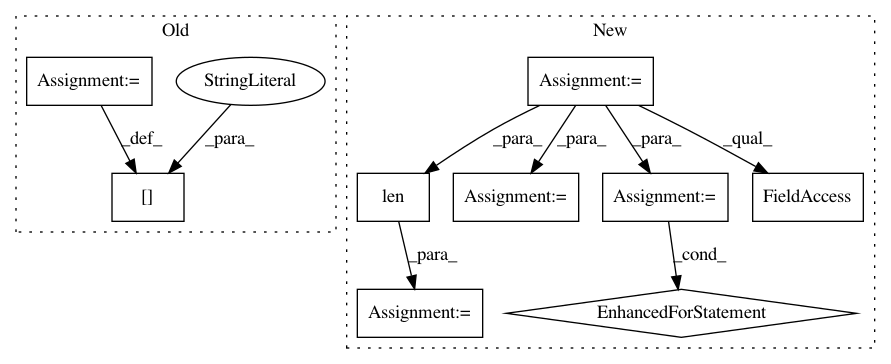 Old
New
Assignment:=
StringLiteral
Assignment:=
_def_
_para_
_para_
_para_
_para_
_qual_
[]
len
Assignment:=
Assignment:=
FieldAccess
_para_
_cond_
Assignment:=
EnhancedForStatement